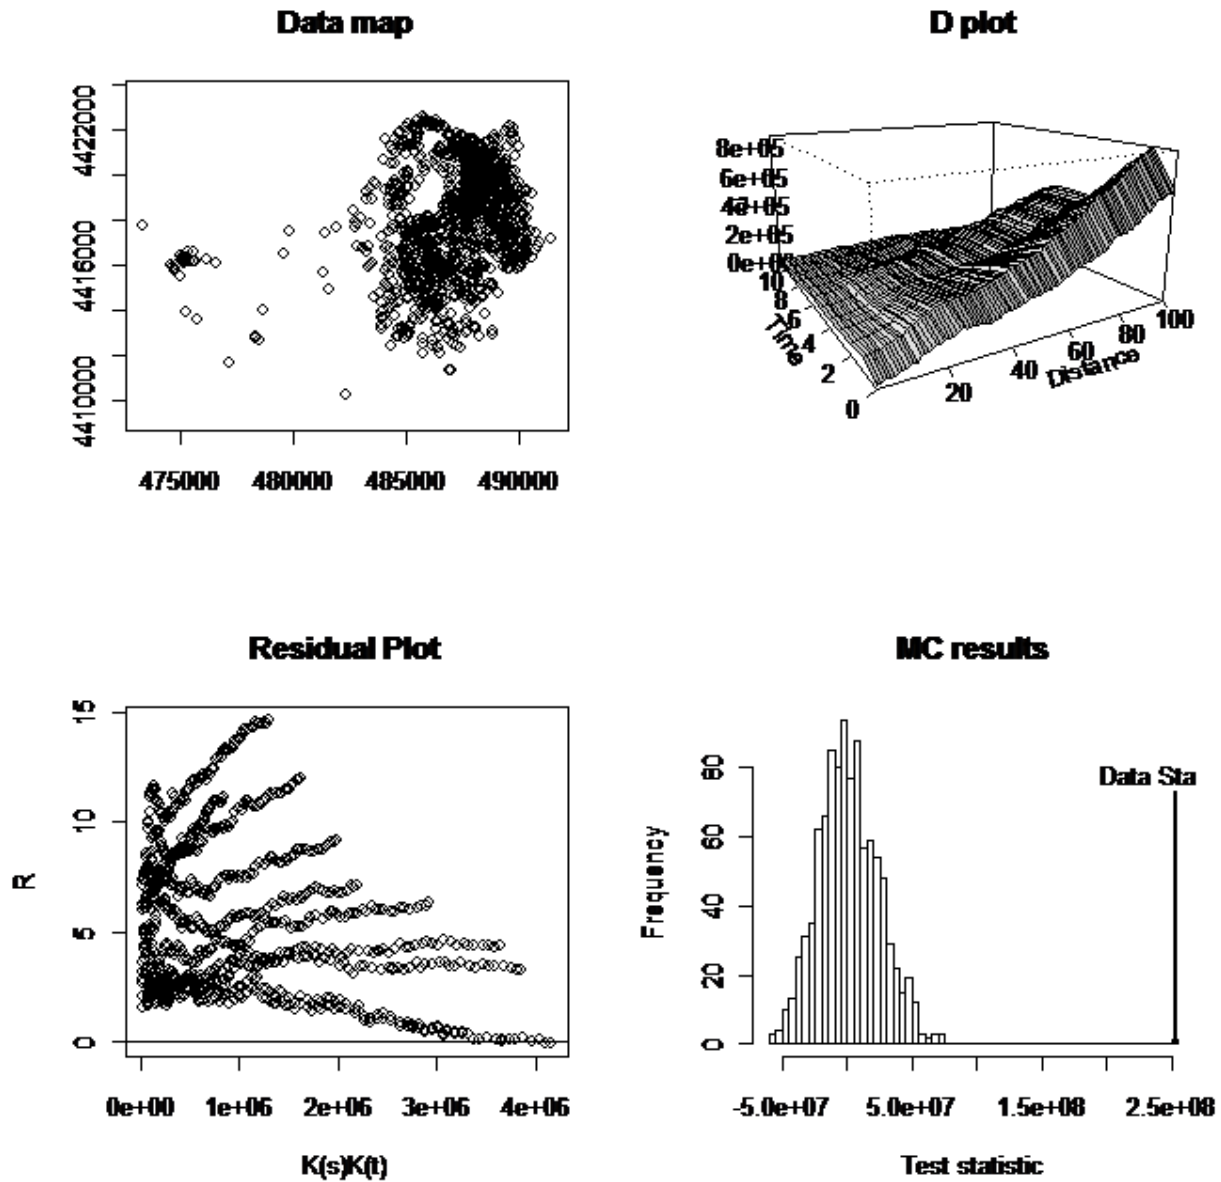 Data map
D plot
4422000
4416000
4410000
475000 480000 485000 490000
8e+05
6e+05
2e+05
10
8
6
4
2
0
Time
20
40
60
80
100
Distance
Residual Plot
MC results
15
10
5
0
R
0e+00 1e+06 2e+06 3e+06 4e+06
K(s)K(t)
Data Sta
80
60
40
20
0
Frequency
-5.0e+07 5.0e+07 1.5e+08 2.5e+08
Test statistic